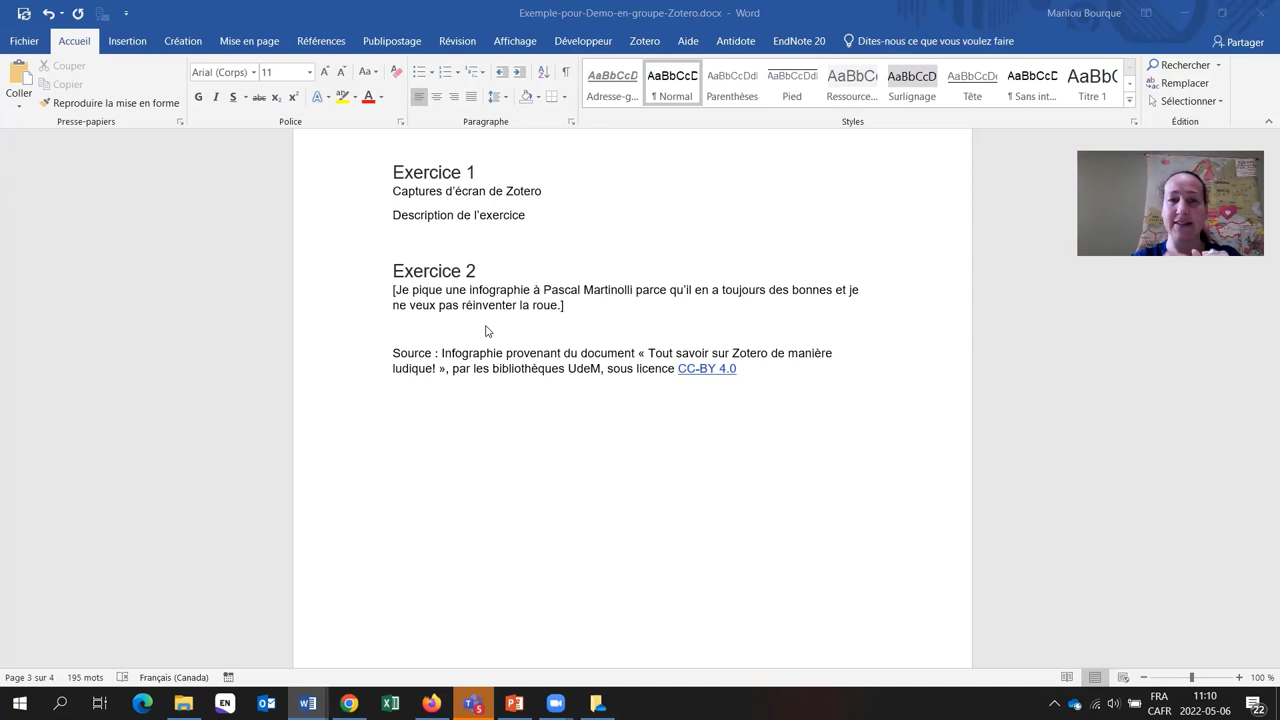 Exemple-pour-Demo-en-groupe-Zotero.docx - Word
Marilou Bourque
Fichier Accueil Insertion Création Mise en page Références Publipostage Révision Affichage Développeur Zotero Aide Antidote EndNote 20 Dites-nous ce que vous voulez faire Partager
Coller
Couper
Copier
Reproduire la mise en forme
Presse-papiers
Arial (Corps) 11
G I S abc x₂ x²
Police
Paragraphe
AaBbCcD AaBbCcD AaBbCcDdI AaBbCcDd AaBbCc AaBbCcD AaBbCcDd AaBbCcD AaBb(
Adresse-g... ¶ Normal Parenthèses Pied Ressource... Surlignage Tête ¶ Sans int... Titre 1
Styles
Rechercher
Remplacer
Sélectionner
Édition
Exercice 1
Captures d'écran de Zotero
Description de l'exercice
Exercice 2
[Je pique une infographie à Pascal Martinolli parce qu'il en a toujours des bonnes et je
ne veux pas réinventer la roue.]
Source : Infographie provenant du document « Tout savoir sur Zotero de manière
ludique! », par les bibliothèques UdeM, sous licence CC-BY 4.0
Page 3 sur 4 195 mots Français (Canada) 100 %
EN
FRA
CAFR
11:10
2022-05-06
22